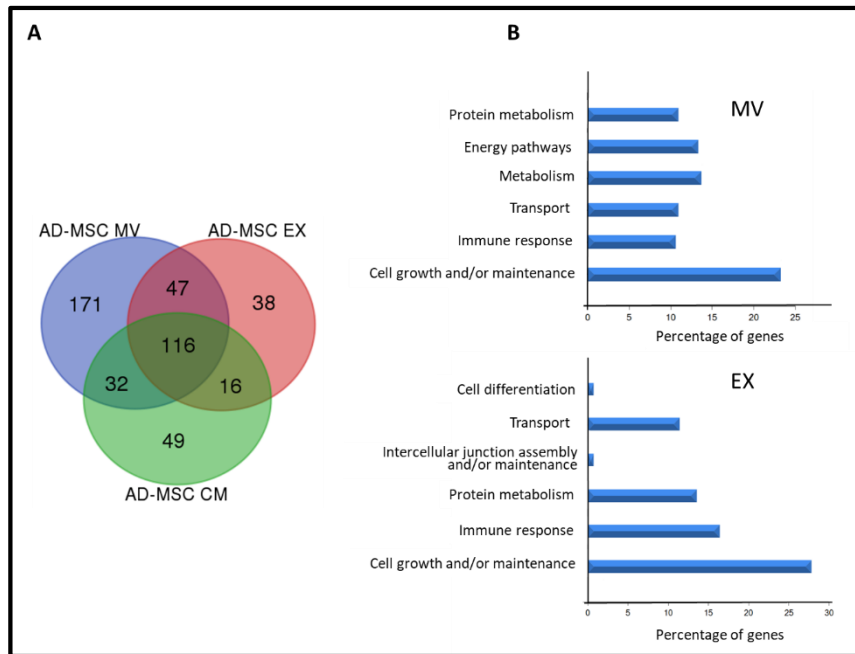 A
AD-MSC MV
AD-MSC EX
171
47
38
116
32
16
49
AD-MSC CM
B
MV
Protein metabolism
Energy pathways
Metabolism
Transport
Immune response
Cell growth and/or maintenance
0 5 10 15 20 25
Percentage of genes
EX
Cell differentiation
Transport
Intercellular junction assembly
and/or maintenance
Protein metabolism
Immune response
Cell growth and/or maintenance
0 5 10 15 20 25 30
Percentage of genes